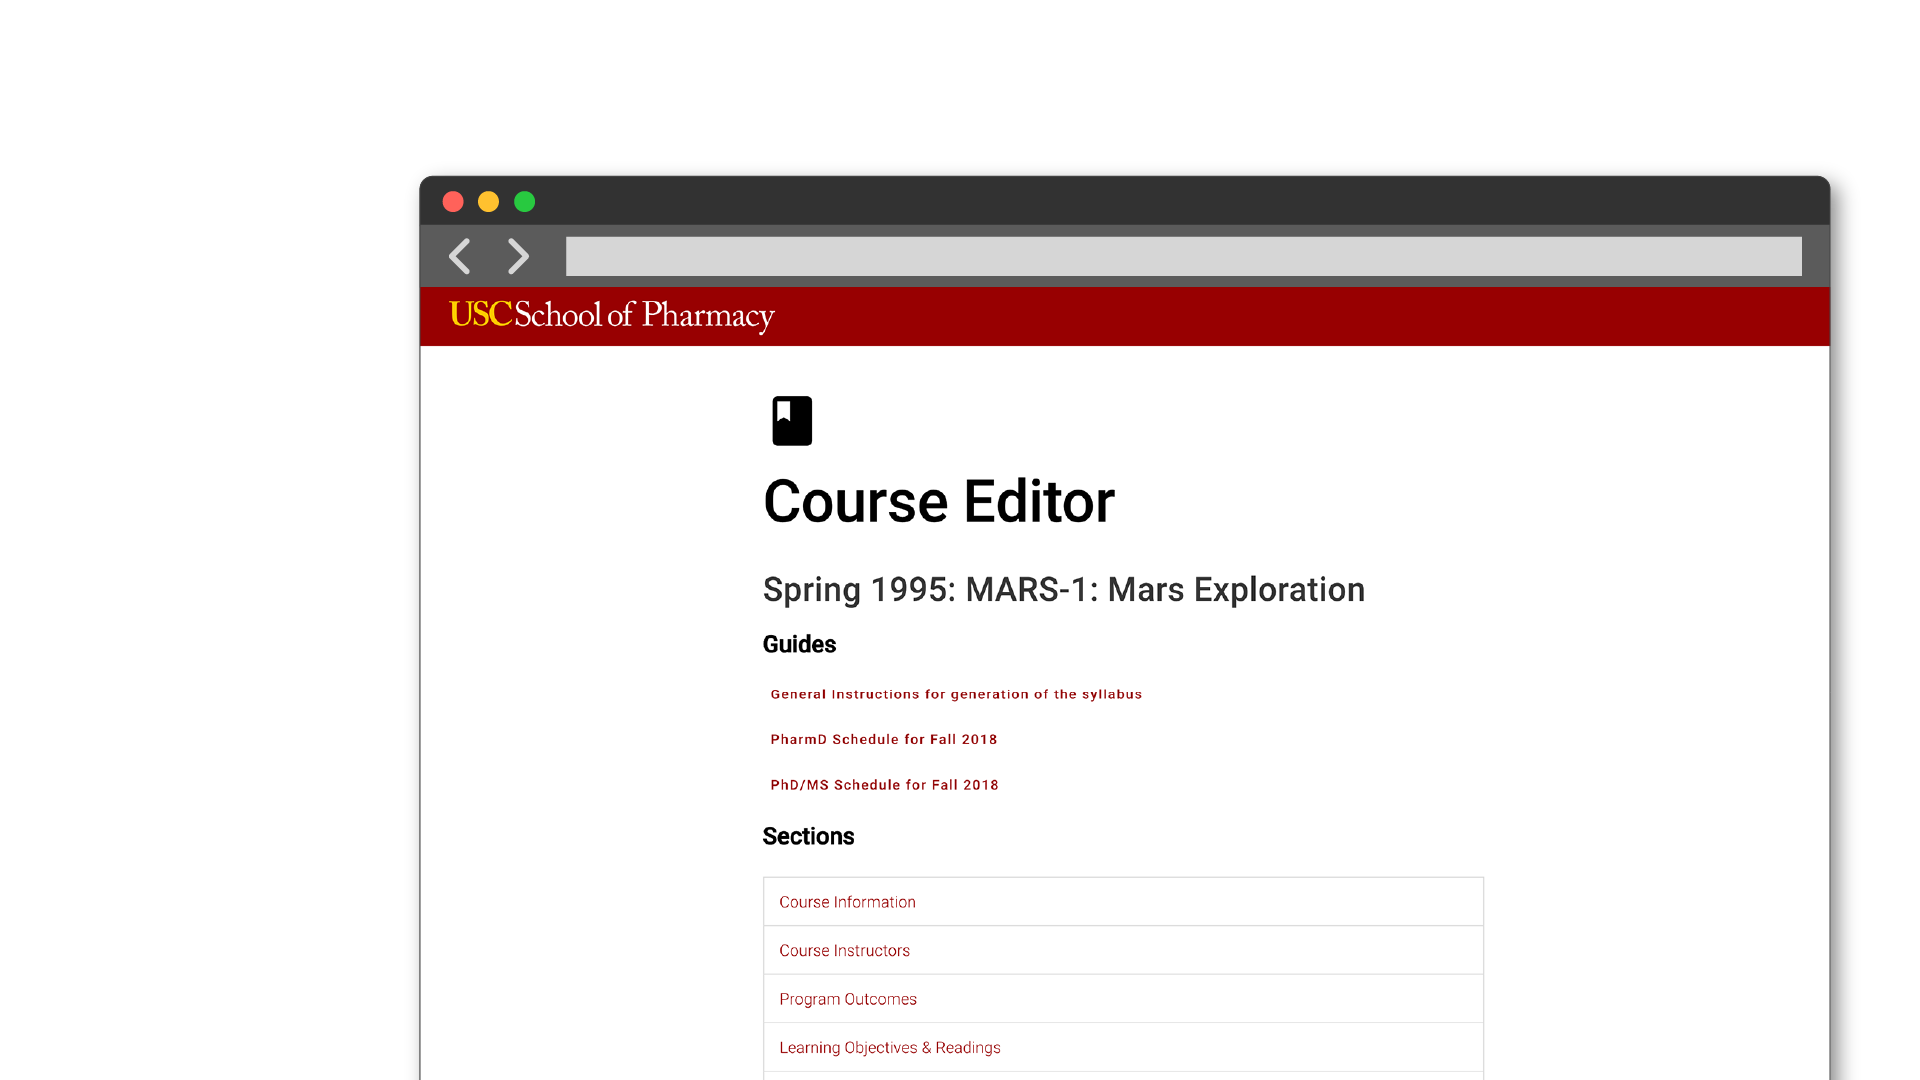 USC School of Pharmacy
Course Editor
Spring 1995: MARS-1: Mars Exploration
Guides
General Instructions for generation of the syllabus
PharmD Schedule for Fall 2018
PhD/MS Schedule for Fall 2018
Sections
Course Information
Course Instructors
Program Outcomes
Learning Objectives & Readings